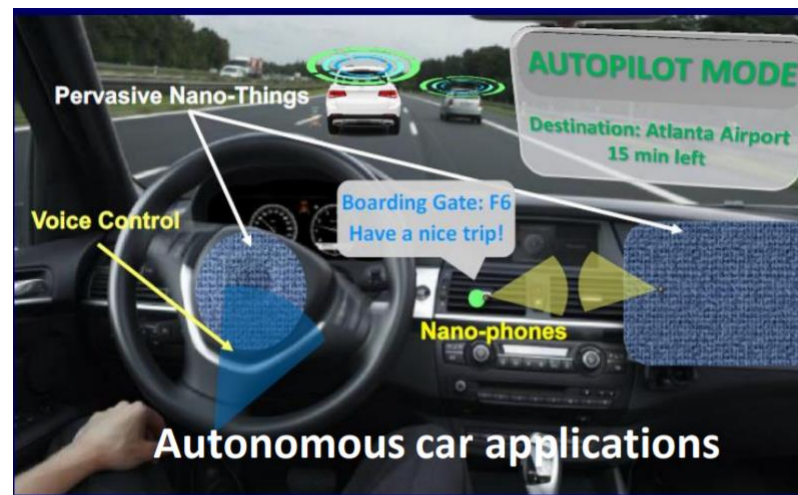 AUTOPILOT MODE
Destination: Atlanta Airport
15 min left
Pervasive Nano-Things
Boarding Gate: F6
Have a nice trip!
Voice Control
Nano-phones
Autonomous car applications